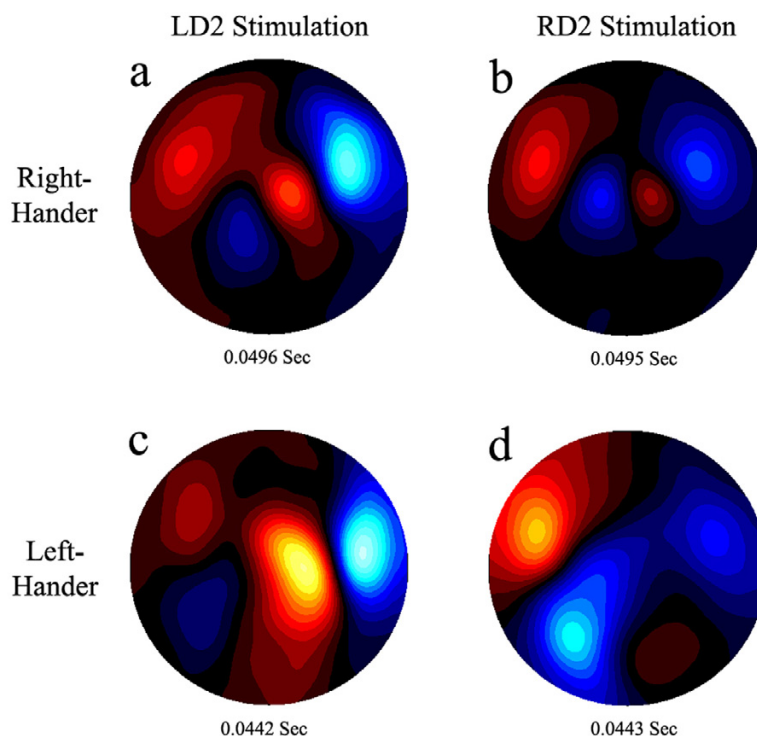 LD2 Stimulation
RD2 Stimulation
a
b
Right-
Hander
0.0496 Sec
0.0495 Sec
c
d
Left-
Hander
0.0442 Sec
0.0443 Sec